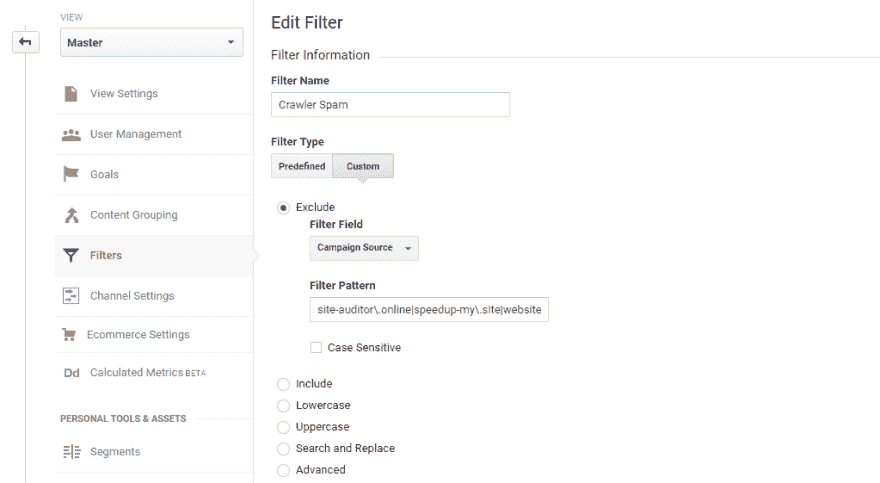 VIEW
Master
View Settings
User Management
Goals
Content Grouping
Filters
Channel Settings
Ecommerce Settings
Dd Calculated Metrics BETA
PERSONAL TOOLS & ASSETS
Segments
Edit Filter
Filter Information
Filter Name
Crawler Spam
Filter Type
Predefined Custom
Exclude
Filter Field
Campaign Source
Filter Pattern
site-auditor\.online|speedup-my\.site|website
Case Sensitive
Include
Lowercase
Uppercase
Search and Replace
Advanced